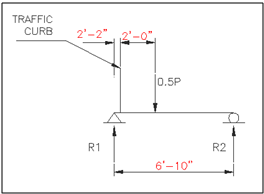 TRAFFIC
CURB
2'-2" 2'-0"
0.5P
R1 R2
6'-10"